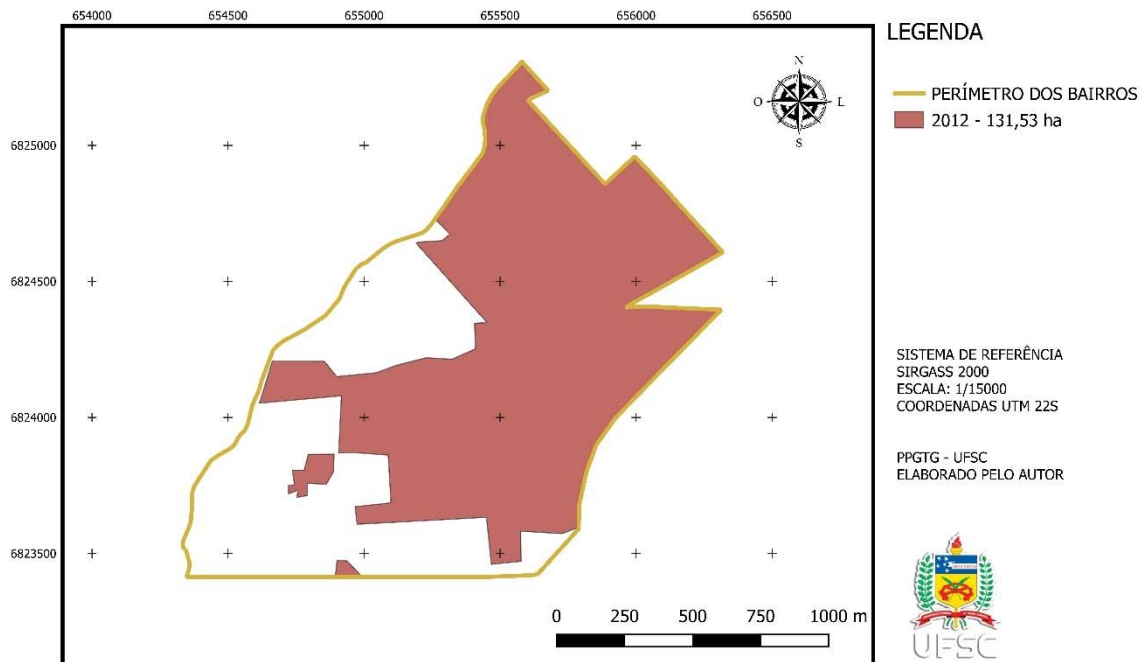 654000 654500 655000 655500 656000 656500
LEGENDA
N
O L
S
PERÍMETRO DOS BAIRROS
2012 - 131,53 ha
6825000
6824500
6824000
6823500
SISTEMA DE REFERÊNCIA
SIRGASS 2000
ESCALA: 1/15000
COORDENADAS UTM 22S
PPGTG - UFSC
ELABORADO PELO AUTOR
0 250 500 750 1000 m
UFSC